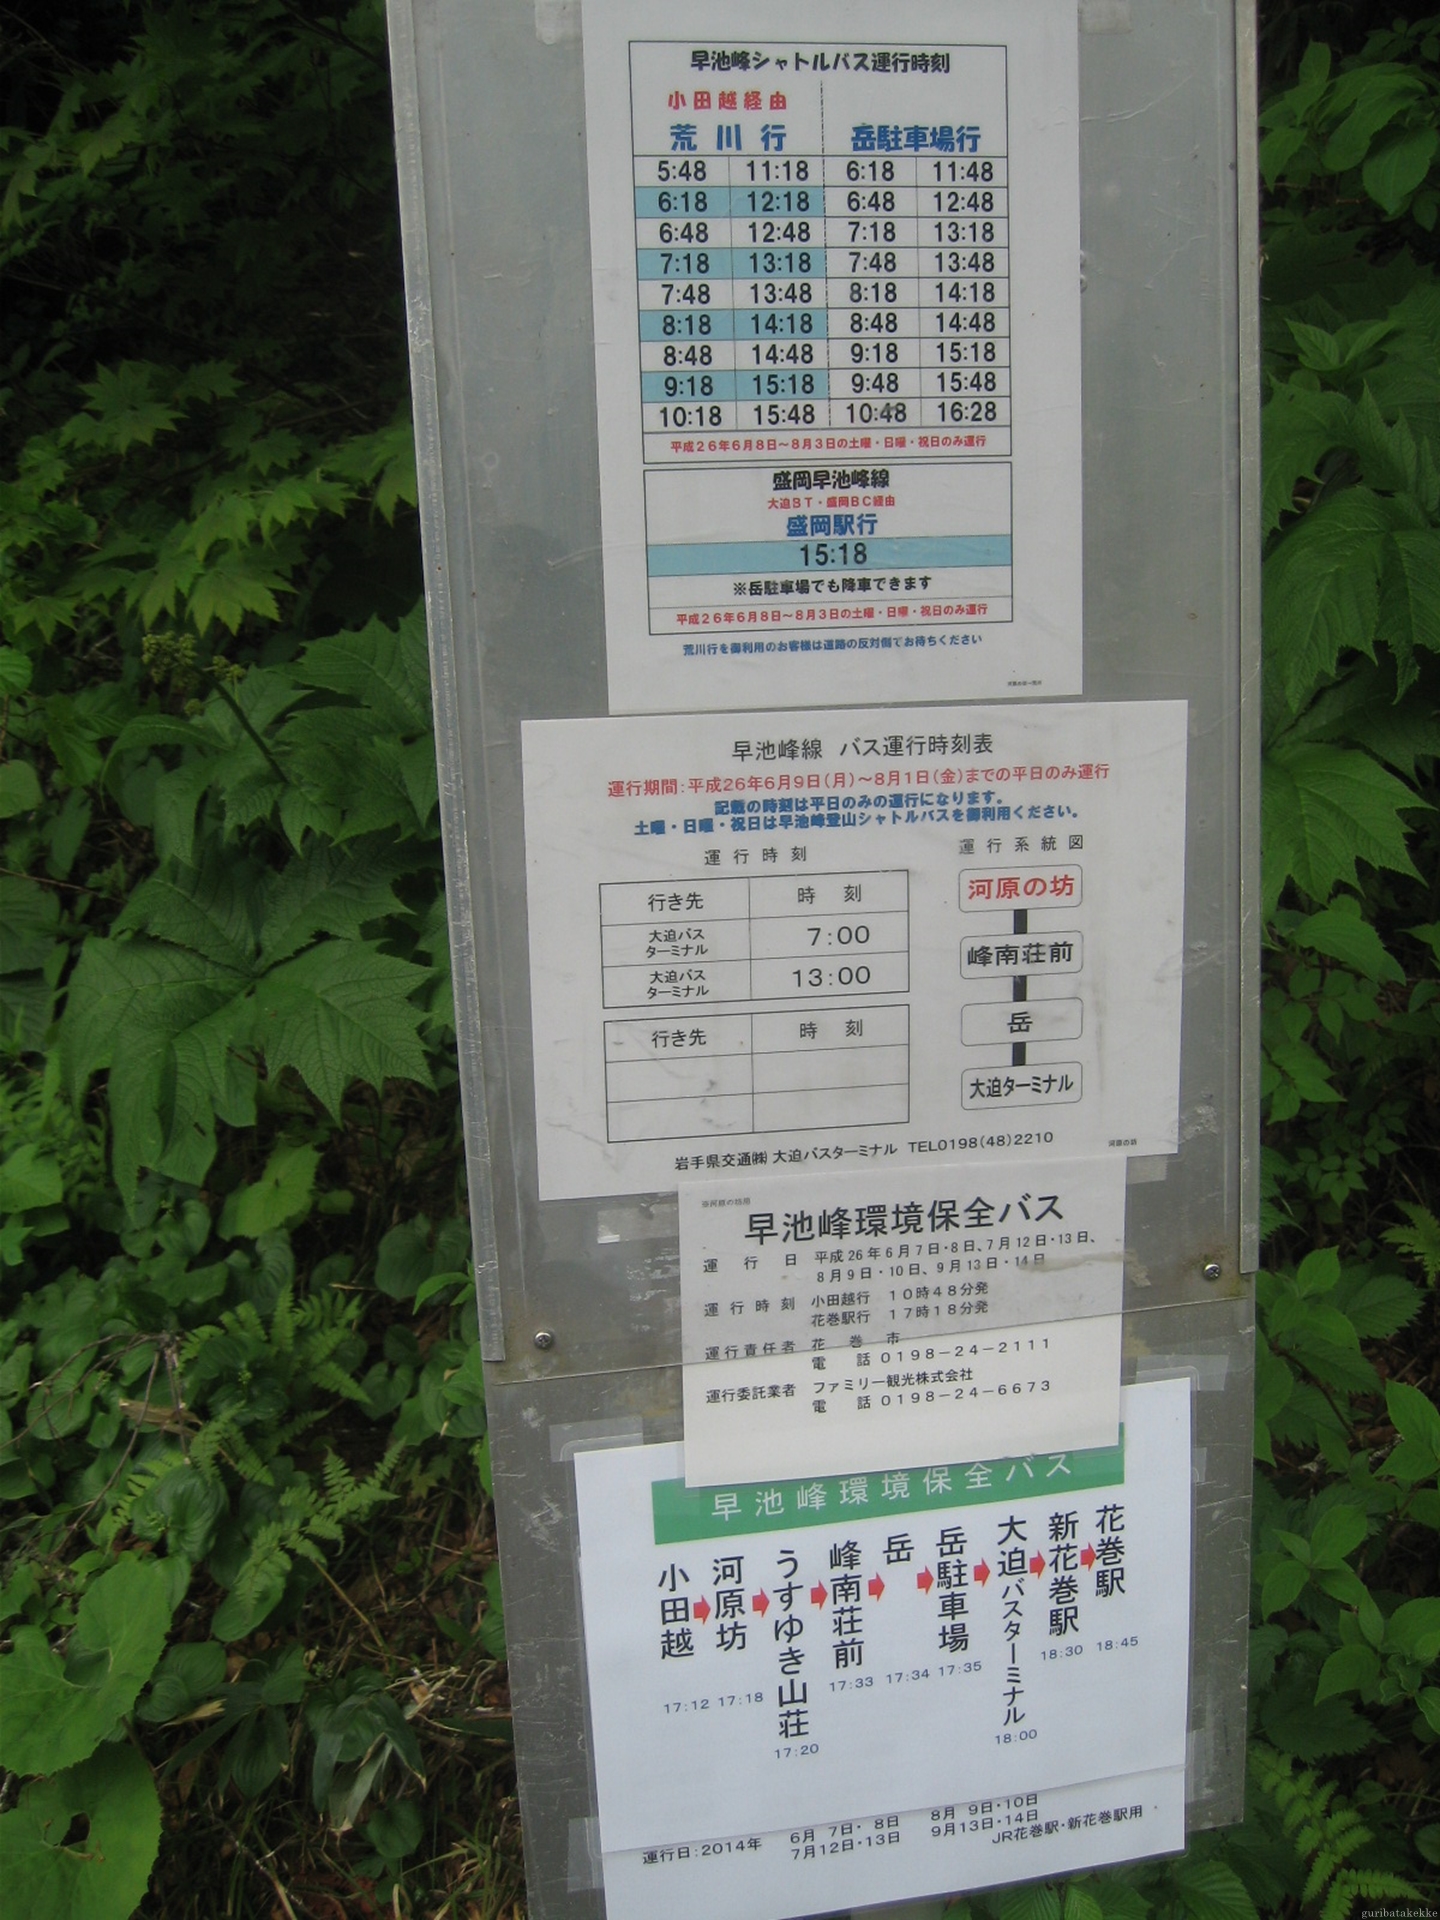 早池峰シャトルバス運行時刻
小田越経由
荒川行 岳駐車場行
5:48 11:18 6:18 11:48
6:18 12:18 6:48 12:48
6:48 12:48 7:18 13:18
7:18 13:18 7:48 13:48
7:48 13:48 8:18 14:18
8:18 14:18 8:48 14:48
8:48 14:48 9:18 15:18
9:18 15:18 9:48 15:48
10:18 15:48 10:48 16:28
平成26年6月8日～8月3日の土曜・日曜・祝日のみ運行
盛岡早池峰線
大迫BT・盛岡BC経由
盛岡駅行
15:18
※岳駐車場でも降車できます
平成26年6月8日～8月3日の土曜・日曜・祝日のみ運行
荒川行を御利用のお客様は道路の反対側でお待ちください
早池峰線 バス運行時刻表
運行期間:平成26年6月9日(月)～8月1日(金)までの平日のみ運行
記載の時刻は平日のみの運行になります。
土曜・日曜・祝日は早池峰登山シャトルバスを御利用ください。
運行時刻
行き先 時刻
大迫バス
ターミナル 7:00
大迫バス
ターミナル 13:00
行き先 時刻
運行系統図
河原の坊
峰南荘前
岳
大迫ターミナル
岩手県交通㈱ 大迫バスターミナル TEL0198(48)2210
河原の坊
※河原の坊用
早池峰環境保全バス
運行日 平成26年6月7日・8日、7月12日・13日、
8月9日・10日、9月13日・14日
運行時刻 小田越行 10時48分発
花巻駅行 17時18分発
運行責任者 花巻市
電話 0198－24－2111
運行委託業者 ファミリー観光株式会社
電話 0198－24－6673
早池峰環境保全バス
小田越➡河原坊➡うすゆき山荘➡峰南荘前➡岳➡岳駐車場➡大迫バスターミナル➡新花巻駅➡花巻駅
17:12 17:18 17:20 17:33 17:34 17:35 18:00 18:30 18:45
運行日:2014年 6月 7日・ 8日 8月 9日・10日
7月12日・13日 9月13日・14日
JR花巻駅・新花巻駅用
guribatakekke